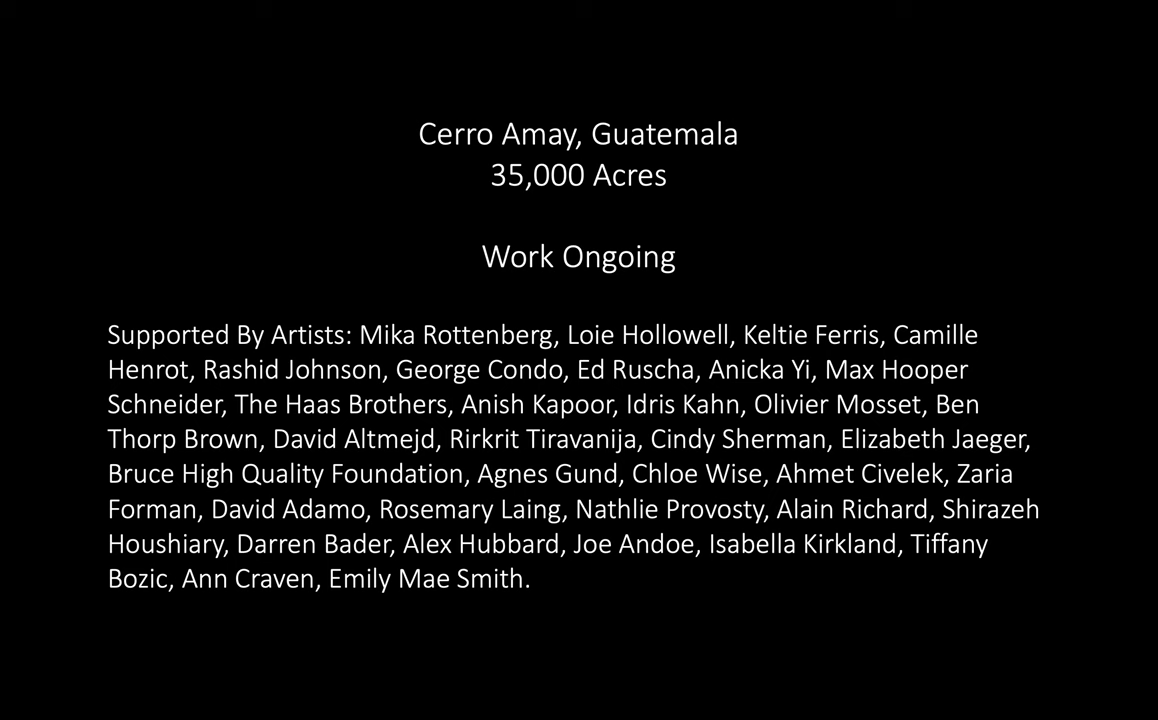 Cerro Amay, Guatemala
35,000 Acres
Work Ongoing
Supported By Artists: Mika Rottenberg, Loie Hollowell, Keltie Ferris, Camille
Henrot, Rashid Johnson, George Condo, Ed Ruscha, Anicka Yi, Max Hooper
Schneider, The Haas Brothers, Anish Kapoor, Idris Kahn, Olivier Mosset, Ben
Thorp Brown, David Altmejd, Rirkrit Tiravanija, Cindy Sherman, Elizabeth Jaeger,
Bruce High Quality Foundation, Agnes Gund, Chloe Wise, Ahmet Civelek, Zaria
Forman, David Adamo, Rosemary Laing, Nathlie Provosty, Alain Richard, Shirazeh
Houshiary, Darren Bader, Alex Hubbard, Joe Andoe, Isabella Kirkland, Tiffany
Bozic, Ann Craven, Emily Mae Smith.